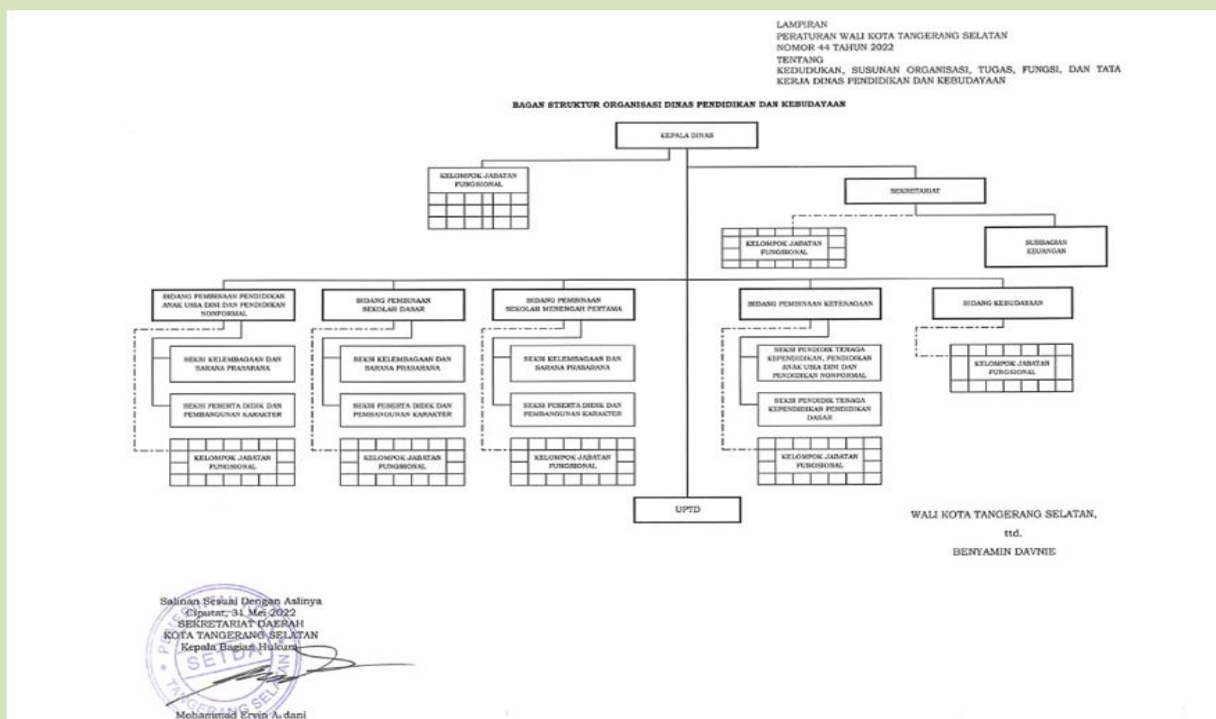 LAMPIRAN
PERATURAN WALI KOTA TANGERANG SELATAN
NOMOR 44 TAHUN 2022
TENTANG
KEDUDUKAN, SUSUNAN ORGANISASI, TUGAS, FUNGSI, DAN TATA
KERJA DINAS PENDIDIKAN DAN KEBUDAYAAN
BAGAN STRUKTUR ORGANISASI DINAS PENDIDIKAN DAN KEBUDAYAAN
KEPALA DINAS
KELOMPOK JABATAN
FUNGSIONAL
SEKRETARIAT
KELOMPOK JABATAN
FUNGSIONAL
SUBBAGIAN
KEUANGAN
BIDANG PEMBINAAN PENDIDIKAN
ANAK USIA DINI DAN PENDIDIKAN
NONFORMAL
BIDANG PEMBINAAN
SEKOLAH DASAR
BIDANG PEMBINAAN
SEKOLAH MENENGAH PERTAMA
BIDANG PEMBINAAN KETENAGAAN
BIDANG KEBUDAYAAN
SEKSI KELEMBAGAAN DAN
SARANA PRASARANA
SEKSI KELEMBAGAAN DAN
SARANA PRASARANA
SEKSI KELEMBAGAAN DAN
SARANA PRASARANA
SEKSI PENDIDIK TENAGA
KEPENDIDIKAN, PENDIDIKAN
ANAK USIA DINI DAN
PENDIDIKAN NONFORMAL
KELOMPOK JABATAN
FUNGSIONAL
SEKSI PESERTA DIDIK DAN
PEMBANGUNAN KARAKTER
SEKSI PESERTA DIDIK DAN
PEMBANGUNAN KARAKTER
SEKSI PESERTA DIDIK DAN
PEMBANGUNAN KARAKTER
SEKSI PENDIDIK TENAGA
KEPENDIDIKAN PENDIDIKAN
DASAR
KELOMPOK JABATAN
FUNGSIONAL
KELOMPOK JABATAN
FUNGSIONAL
KELOMPOK JABATAN
FUNGSIONAL
KELOMPOK JABATAN
FUNGSIONAL
UPTD
WALI KOTA TANGERANG SELATAN,
ttd.
BENYAMIN DAVNIE
Salinan Sesuai Dengan Aslinya
Ciputat, 31 Mei 2022
SEKRETARIAT DAERAH
KOTA TANGERANG SELATAN
Kepala Bagian Hukum
SETDA
TANGERANG SELATAN
Mohammad Ervin A. dani